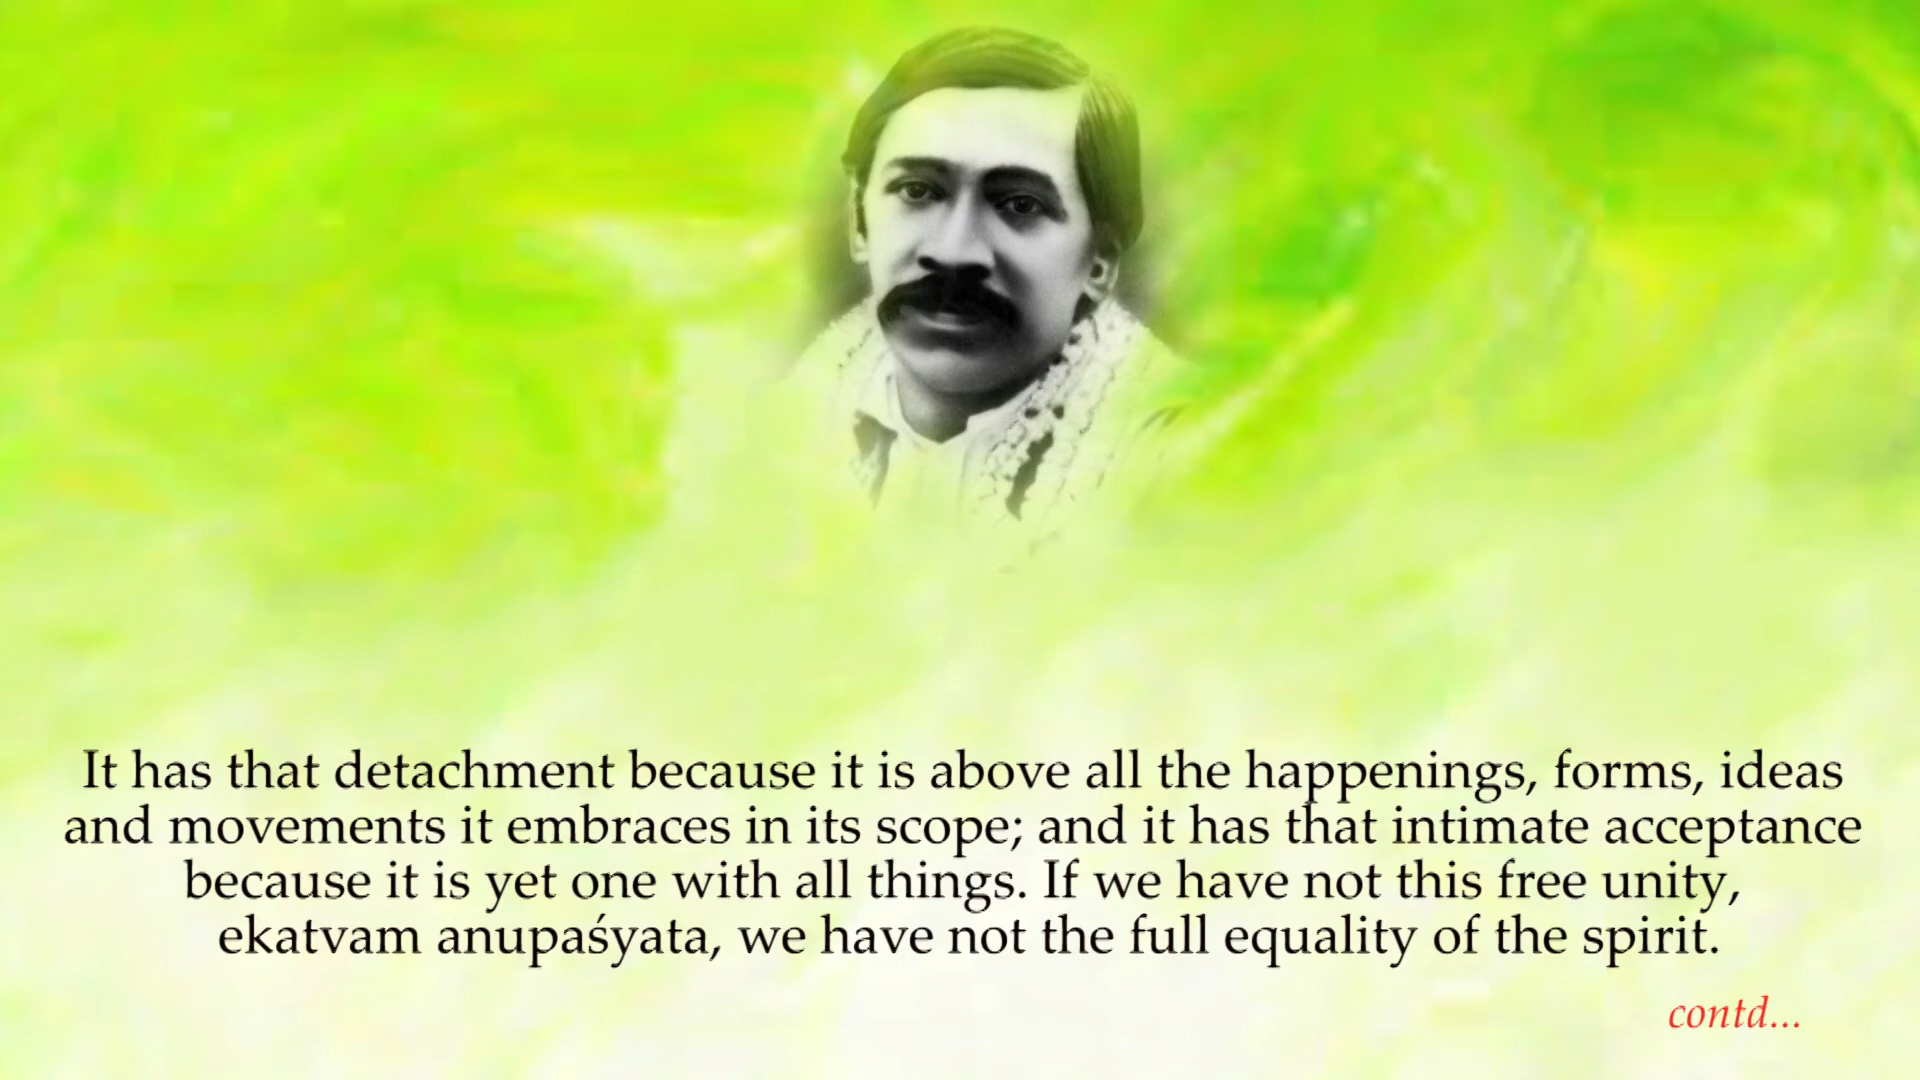 It has that detachment because it is above all the happenings, forms, ideas
and movements it embraces in its scope; and it has that intimate acceptance
because it is yet one with all things. If we have not this free unity,
ekatvam anupaśyata, we have not the full equality of the spirit.
contd...